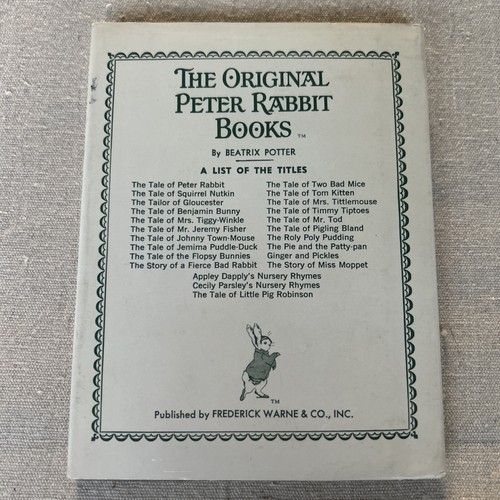 THE ORIGINAL
PETER RABBIT
BOOKS TM
By BEATRIX POTTER
A LIST OF THE TITLES
The Tale of Peter Rabbit
The Tale of Squirrel Nutkin
The Tailor of Gloucester
The Tale of Benjamin Bunny
The Tale of Mrs. Tiggy-Winkle
The Tale of Mr. Jeremy Fisher
The Tale of Johnny Town-Mouse
The Tale of Jemima Puddle-Duck
The Tale of the Flopsy Bunnies
The Story of a Fierce Bad Rabbit
The Tale of Two Bad Mice
The Tale of Tom Kitten
The Tale of Mrs. Tittlemouse
The Tale of Timmy Tiptoes
The Tale of Mr. Tod
The Tale of Pigling Bland
The Roly Poly Pudding
The Pie and the Patty-pan
Ginger and Pickles
The Story of Miss Moppet
Appley Dapply's Nursery Rhymes
Cecily Parsley's Nursery Rhymes
The Tale of Little Pig Robinson
TM
Published by FREDERICK WARNE & CO., INC.